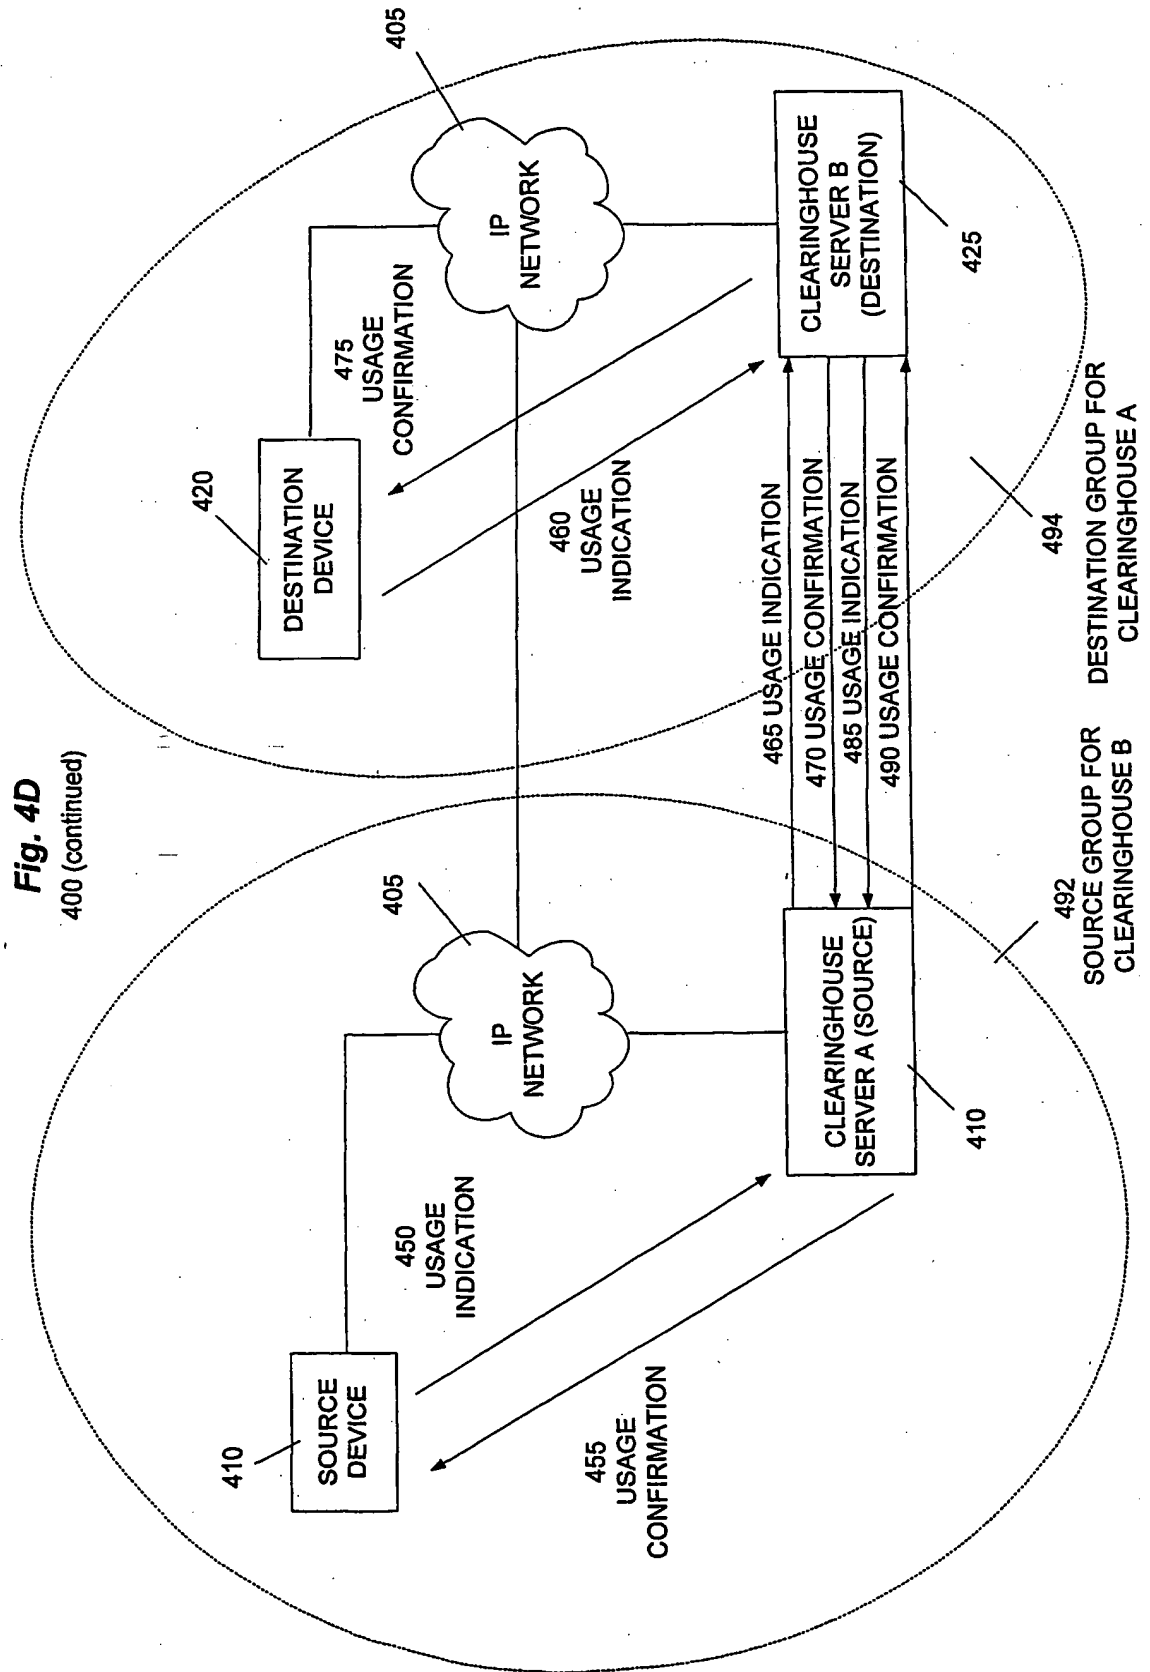 Fig. 4D
400 (continued)
410
SOURCE
DEVICE
450
USAGE
INDICATION
455
USAGE
CONFIRMATION
405
IP
NETWORK
CLEARINGHOUSE
SERVER A (SOURCE)
410
492
SOURCE GROUP FOR
CLEARINGHOUSE B
465 USAGE INDICATION
470 USAGE CONFIRMATION
485 USAGE INDICATION
490 USAGE CONFIRMATION
420
DESTINATION
DEVICE
475
USAGE
CONFIRMATION
460
USAGE
INDICATION
405
IP
NETWORK
CLEARINGHOUSE
SERVER B
(DESTINATION)
425
494
DESTINATION GROUP FOR
CLEARINGHOUSE A